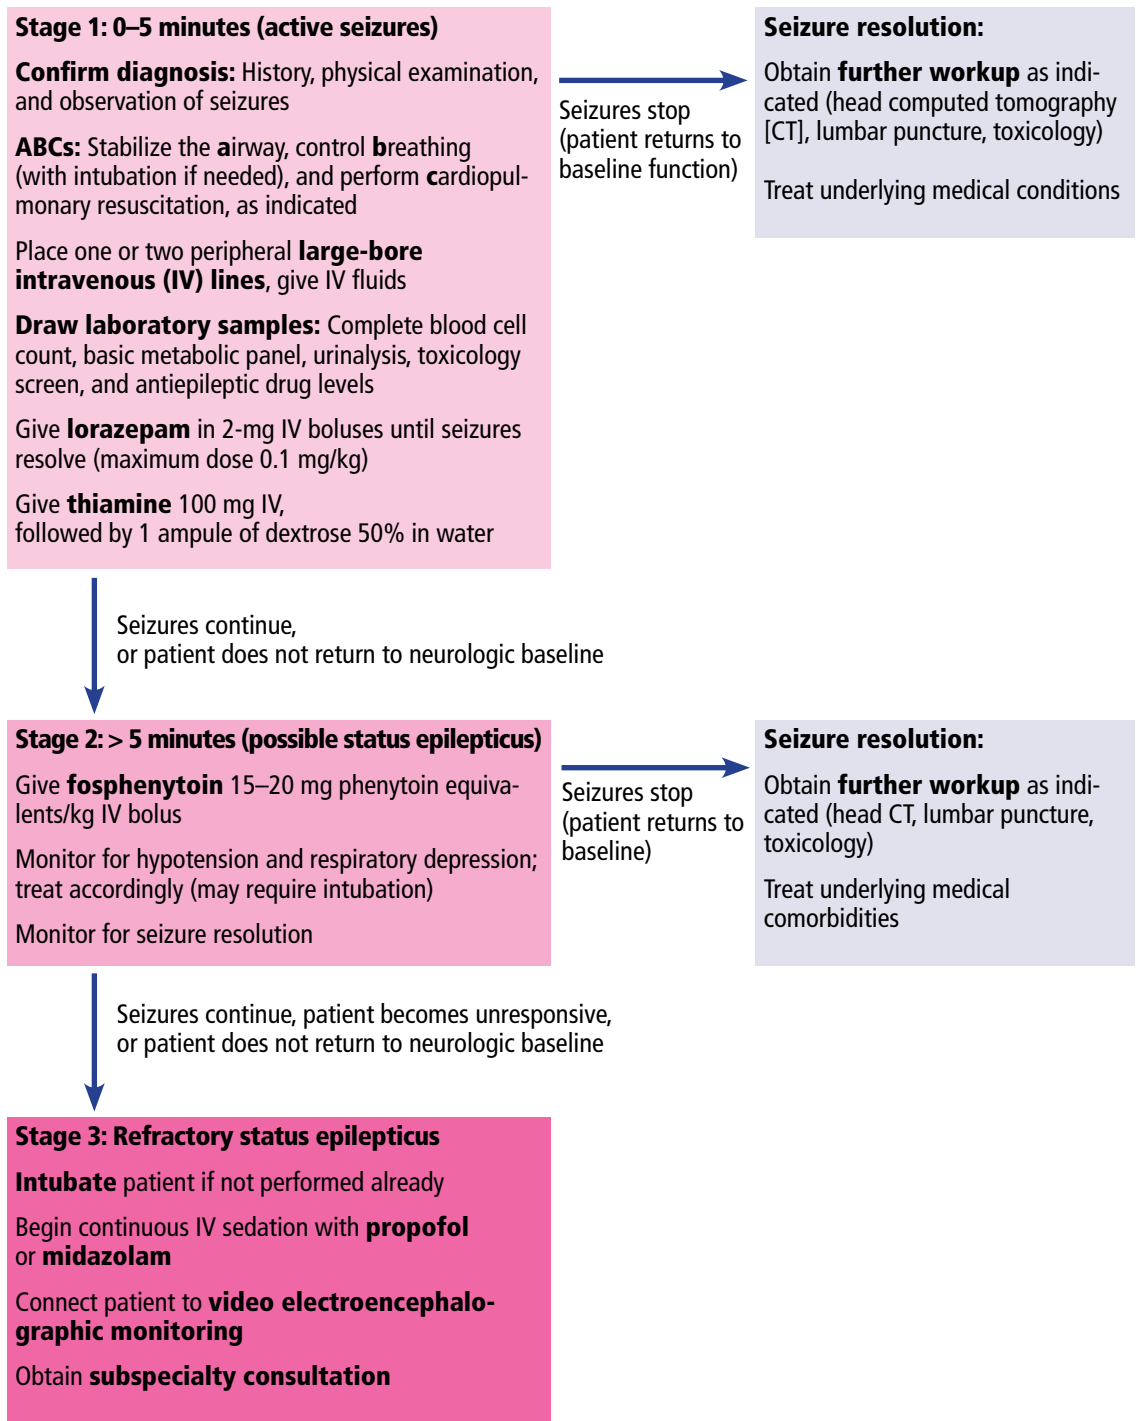 Stage 1: 0–5 minutes (active seizures)
Confirm diagnosis: History, physical examination,
and observation of seizures
ABCs: Stabilize the airway, control breathing
(with intubation if needed), and perform cardiopul-
monary resuscitation, as indicated
Place one or two peripheral large-bore
intravenous (IV) lines, give IV fluids
Draw laboratory samples: Complete blood cell
count, basic metabolic panel, urinalysis, toxicology
screen, and antiepileptic drug levels
Give lorazepam in 2-mg IV boluses until seizures
resolve (maximum dose 0.1 mg/kg)
Give thiamine 100 mg IV,
followed by 1 ampule of dextrose 50% in water
Seizures stop
(patient returns to
baseline function)
Seizure resolution:
Obtain further workup as indi-
cated (head computed tomography
[CT], lumbar puncture, toxicology)
Treat underlying medical conditions
Seizures continue,
or patient does not return to neurologic baseline
Stage 2: > 5 minutes (possible status epilepticus)
Give fosphenytoin 15–20 mg phenytoin equiva-
lents/kg IV bolus
Monitor for hypotension and respiratory depression;
treat accordingly (may require intubation)
Monitor for seizure resolution
Seizures stop
(patient returns to
baseline)
Seizure resolution:
Obtain further workup as indi-
cated (head CT, lumbar puncture,
toxicology)
Treat underlying medical
comorbidities
Seizures continue, patient becomes unresponsive,
or patient does not return to neurologic baseline
Stage 3: Refractory status epilepticus
Intubate patient if not performed already
Begin continuous IV sedation with propofol
or midazolam
Connect patient to video electroencephalo-
graphic monitoring
Obtain subspecialty consultation